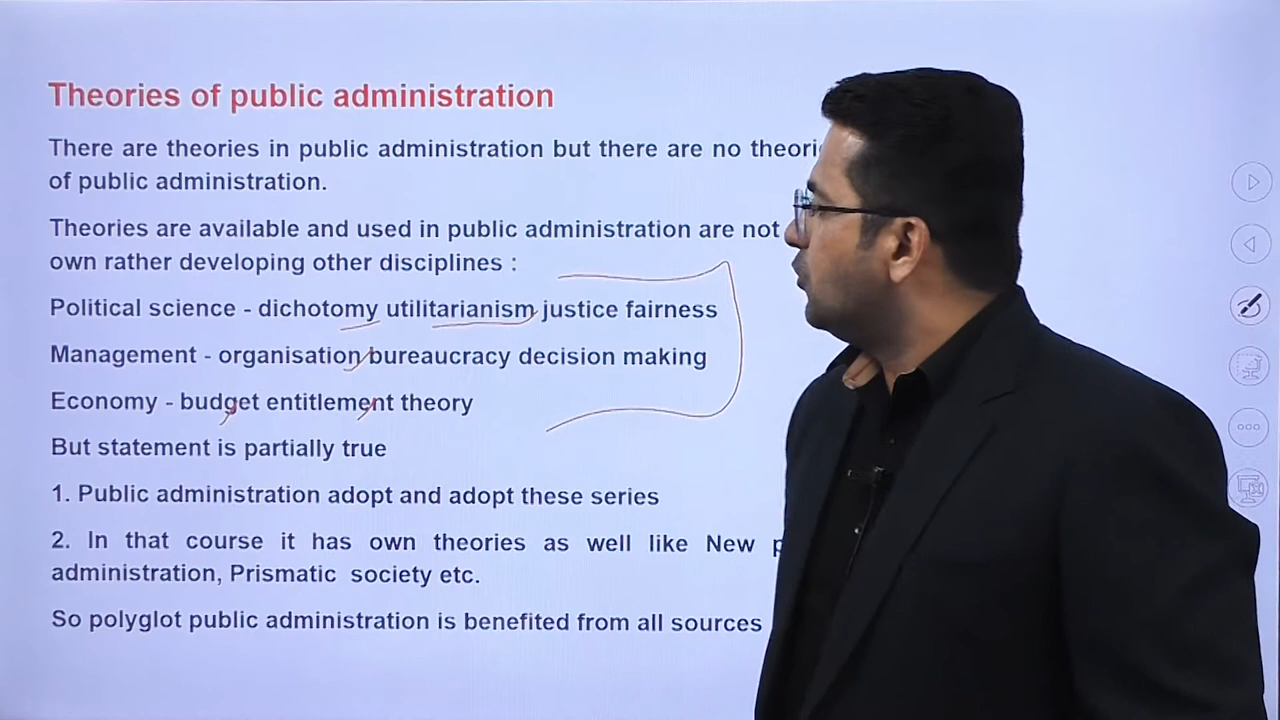 Theories of public administration
There are theories in public administration but there are no
of public administration.
Theories are available and used in public administration are not
own rather developing other disciplines :
Political science - dichotomy utilitarianism justice fairness
Management - organisation bureaucracy decision making
Economy - budget entitlement theory
But statement is partially true
1. Public administration adopt and adopt these series
2. In that course it has own theories as well like New
administration, Prismatic society etc.
So polyglot public administration is benefited from all sources